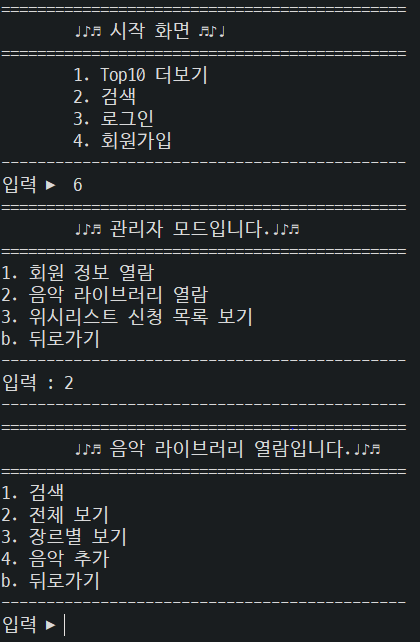 =============================================
♩♪♬ 시작 화면 ♬♪♩
=============================================
1. Top10 더보기
2. 검색
3. 로그인
4. 회원가입
---------------------------------------------
입력 ► 6
=============================================
♩♪♬ 관리자 모드입니다.♩♪♬
=============================================
1. 회원 정보 열람
2. 음악 라이브러리 열람
3. 위시리스트 신청 목록 보기
b. 뒤로가기
---------------------------------------------
입력 : 2
---------------------------------------------
=============================================
♩♪♬ 음악 라이브러리 열람입니다.♩♪♬
=============================================
1. 검색
2. 전체 보기
3. 장르별 보기
4. 음악 추가
b. 뒤로가기
---------------------------------------------
입력 ►